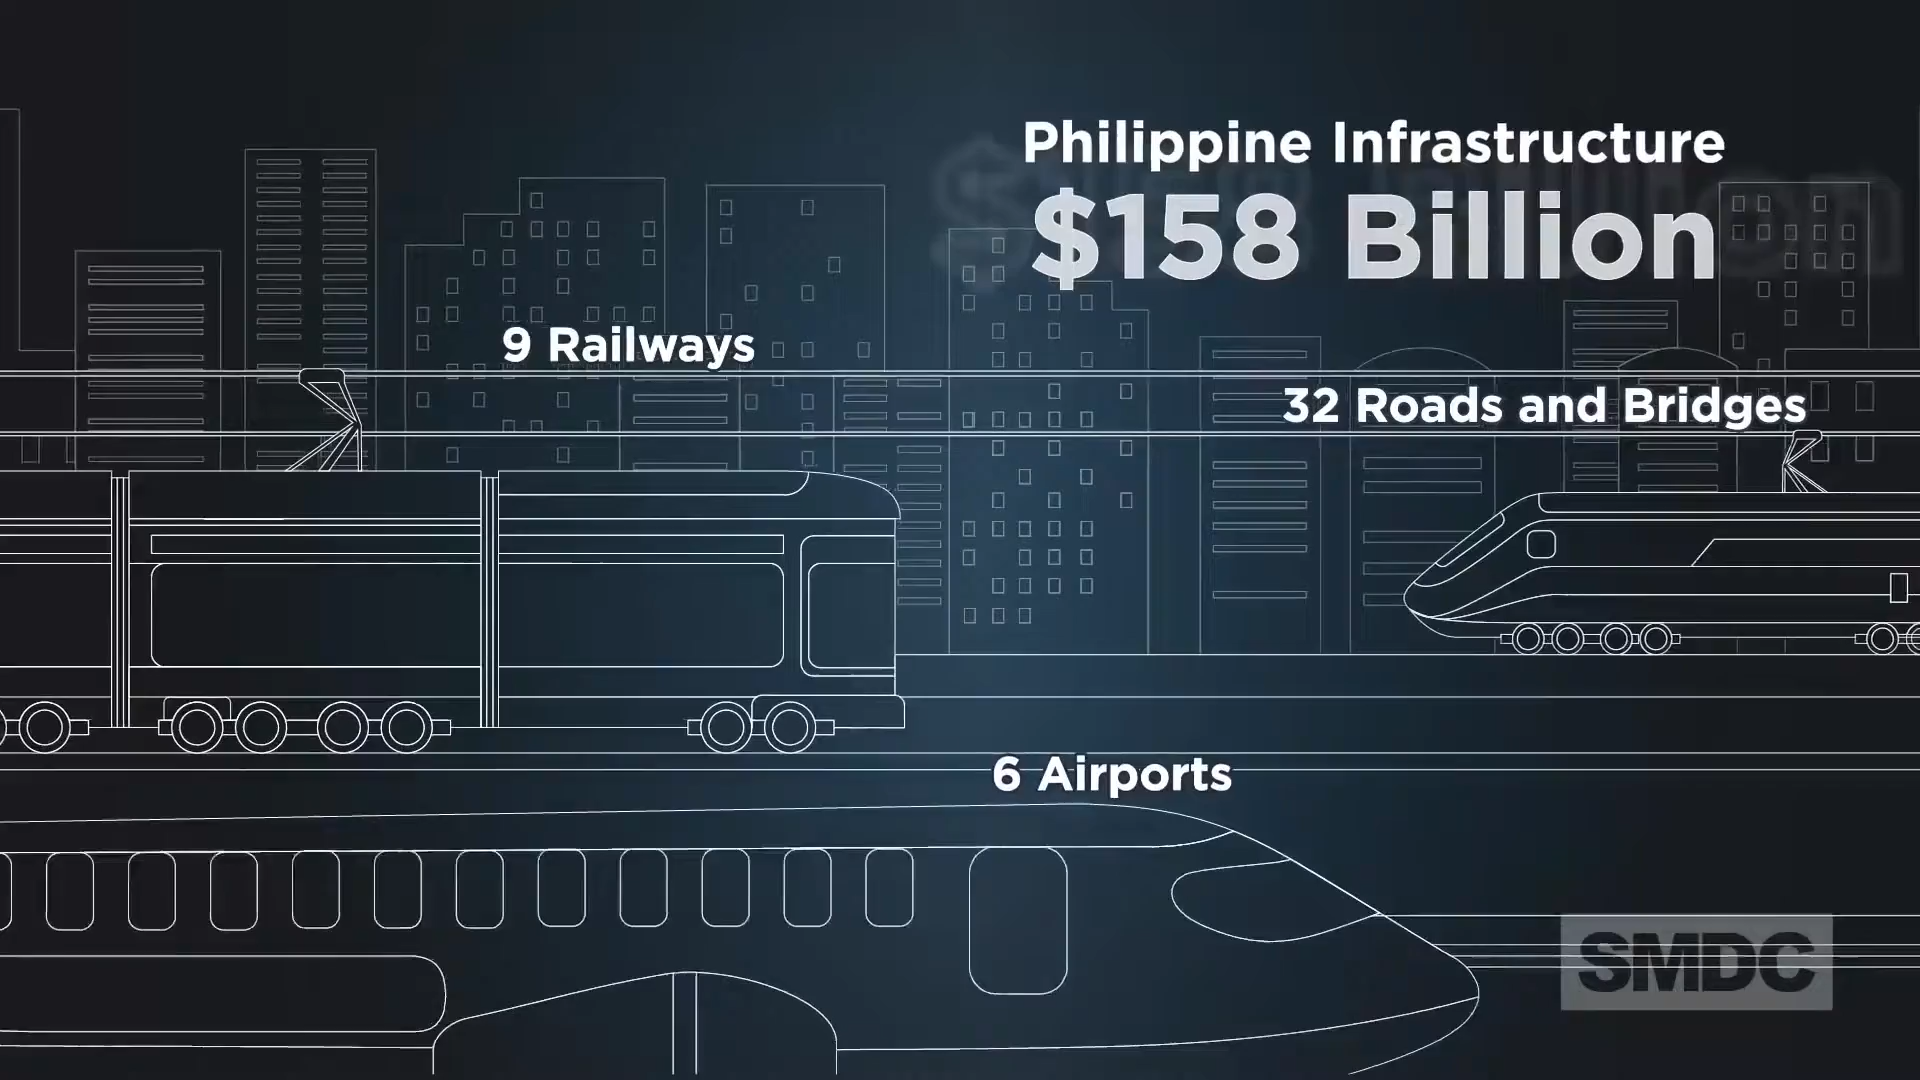 Philippine Infrastructure
$158 Billion
9 Railways
32 Roads and Bridges
6 Airports
SMDC